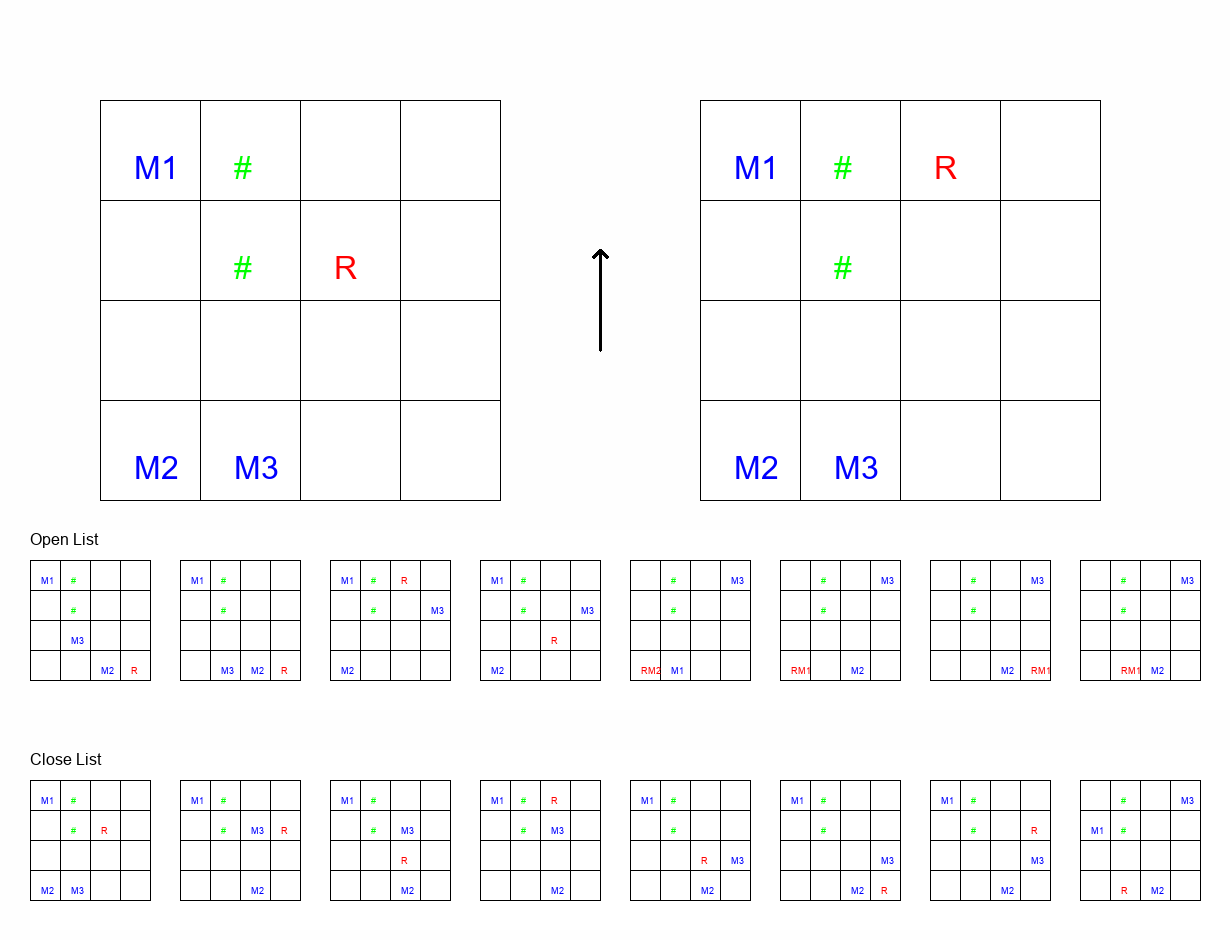 M1 # M1 # R
# R #
M2 M3 M2 M3
Open List
M1 # M1 # M1 # R M1 # # M3 # M3 # M3 # M3
# # # M3 # M3 # # # #
M3 R
M2 R M3 M2 R M2 M2 RM2 M1 RM1 M2 M2 RM1 RM1 M2
Close List
M1 # M1 # M1 # M1 # R M1 # M1 # M1 # # M3
# R # M3 R # M3 # M3 # # # R M1 #
R R M3 M3 M3
M2 M3 M2 M2 M2 M2 M2 R M2 R M2